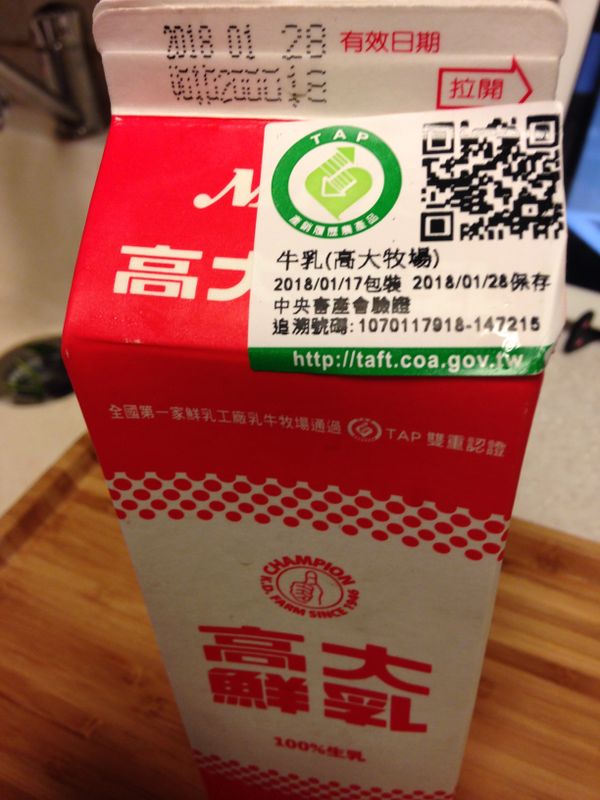 2018 01 28 有效日期
拉開
TAP
產銷履歷農產品
牛乳(高大牧場)
2018/01/17包裝 2018/01/28保存
中央畜產會驗證
追溯號碼: 1070117918-147215
http://taft.coa.gov.tw
高大
全國第一家鮮乳工廠乳牛牧場通過 TAP 雙重認證
CHAMPION
K.D. FARM SINCE 1946
高大
鮮乳
100%生乳